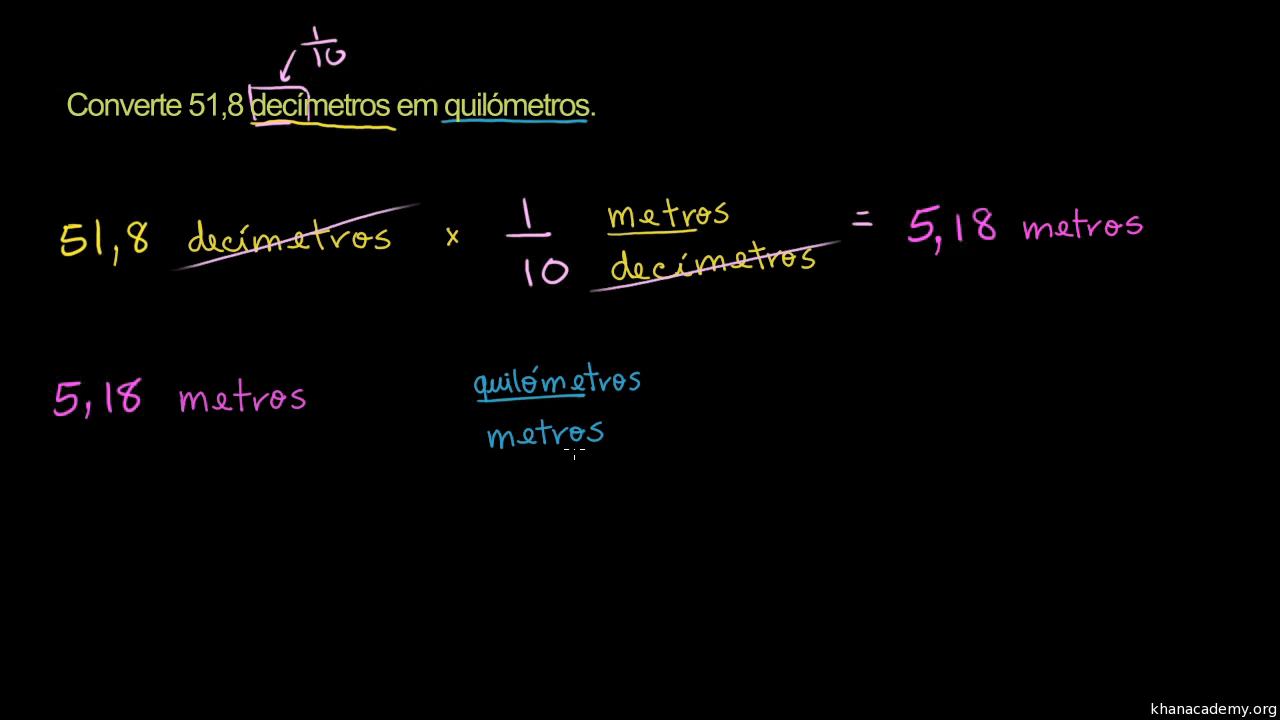 1/10
Converte 51,8 decímetros em quilómetros.
51,8 decímetros x 1/10 metros/decímetros = 5,18 metros
5,18 metros quilómetros/metros
khanacademy.org